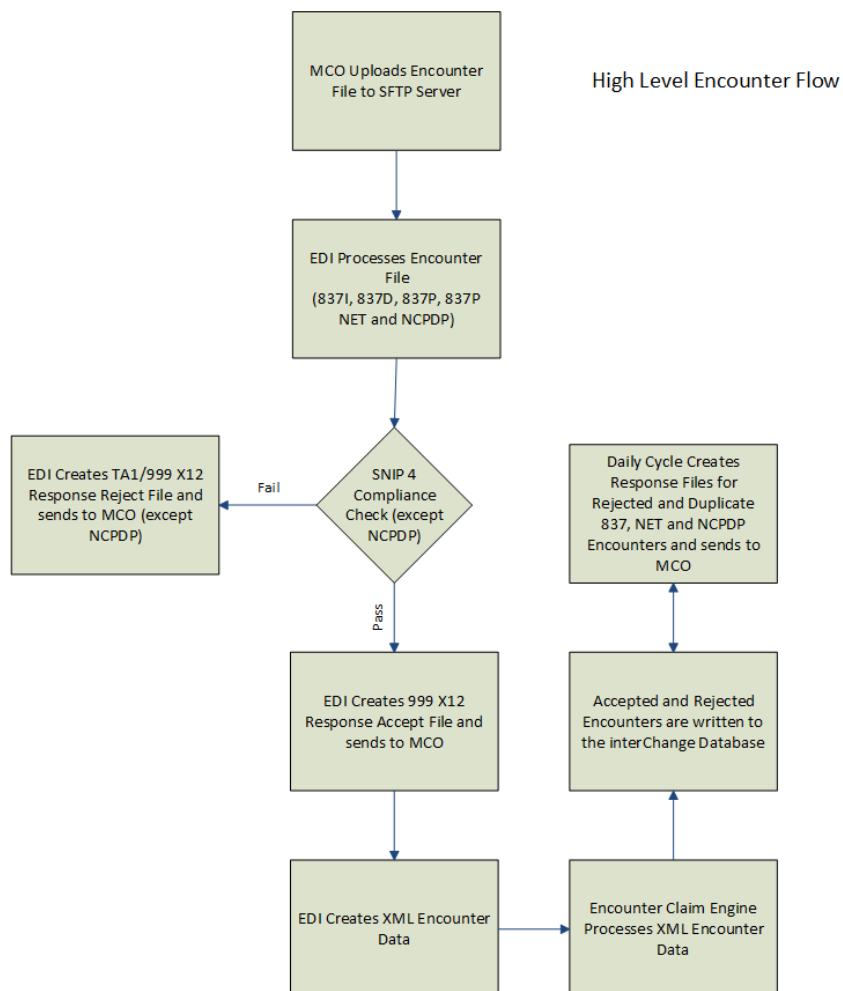 High Level Encounter Flow
MCO Uploads Encounter
File to SFTP Server
EDI Processes Encounter
File
(837I, 837D, 837P, 837P
NET and NCPDP)
SNIP 4
Compliance
Check (except
NCPDP)
Fail
EDI Creates TA1/999 X12
Response Reject File and
sends to MCO (except
NCPDP)
Pass
EDI Creates 999 X12
Response Accept File and
sends to MCO
EDI Creates XML Encounter
Data
Encounter Claim Engine
Processes XML Encounter
Data
Accepted and Rejected
Encounters are written to
the interChange Database
Daily Cycle Creates
Response Files for
Rejected and Duplicate
837, NET and NCPDP
Encounters and sends to
MCO